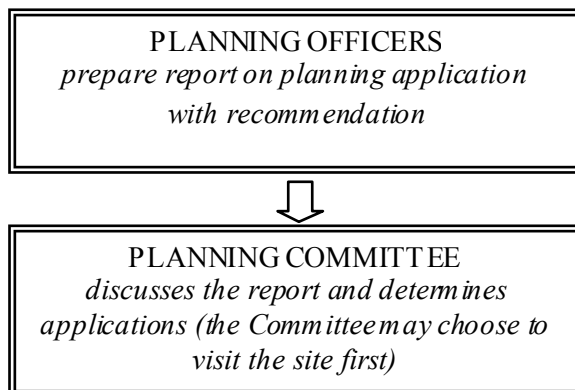 PLANNING OFFICERS
prepare report on planning application
with recommendation
PLANNING COMMITTEE
discusses the report and determines
applications (the Committee may choose to
visit the site first)